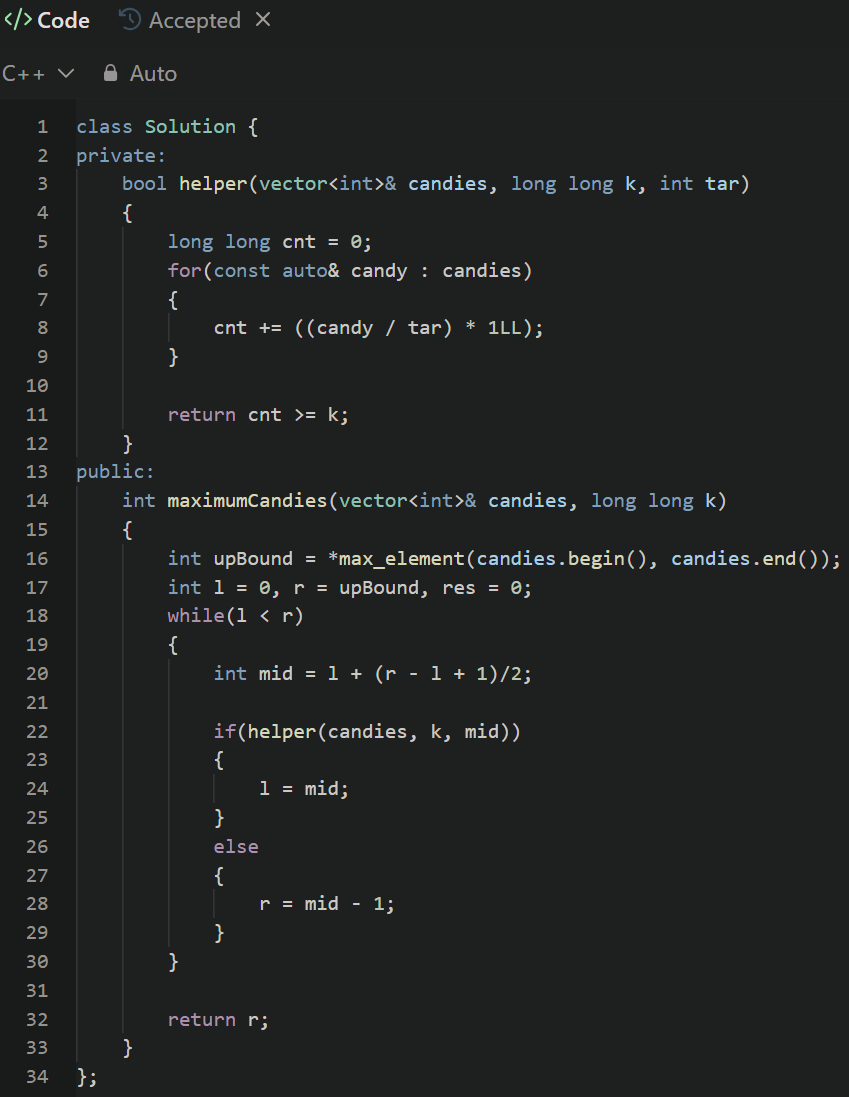 </> Code Accepted ×
C++ Auto
1 class Solution {
2 private:
3     bool helper(vector<int>& candies, long long k, int tar)
4     {
5         long long cnt = 0;
6         for(const auto& candy : candies)
7         {
8             cnt += ((candy / tar) * 1LL);
9         }
10
11         return cnt >= k;
12     }
13 public:
14     int maximumCandies(vector<int>& candies, long long k)
15     {
16         int upBound = *max_element(candies.begin(), candies.end());
17         int l = 0, r = upBound, res = 0;
18         while(l < r)
19         {
20             int mid = l + (r - l + 1)/2;
21
22             if(helper(candies, k, mid))
23             {
24                 l = mid;
25             }
26             else
27             {
28                 r = mid - 1;
29             }
30         }
31
32         return r;
33     }
34 };